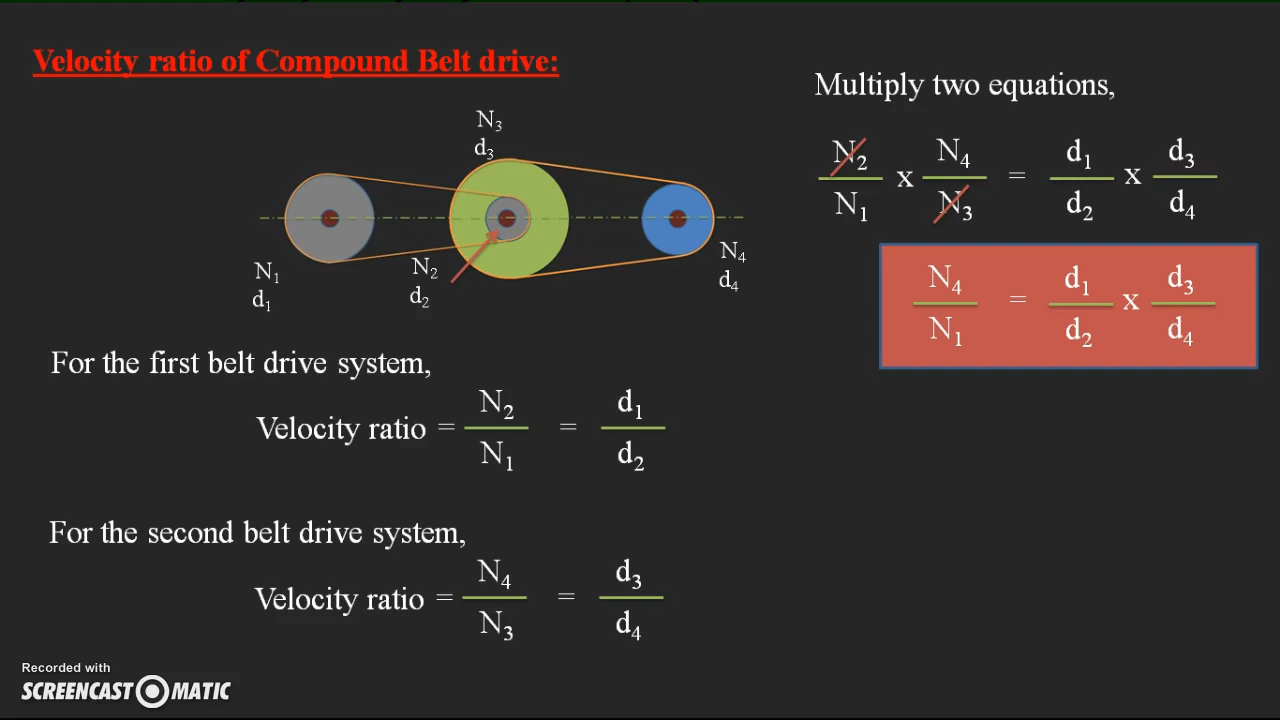 Velocity ratio of Compound Belt drive:
N3
d3
N1
d1
N2
d2
N4
d4
For the first belt drive system,
Velocity ratio = N2 / N1 = d1 / d2
For the second belt drive system,
Velocity ratio = N4 / N3 = d3 / d4
Multiply two equations,
N2 / N1 x N4 / N3 = d1 / d2 x d3 / d4
N4 / N1 = d1 / d2 x d3 / d4
Recorded with
SCREENCAST O MATIC